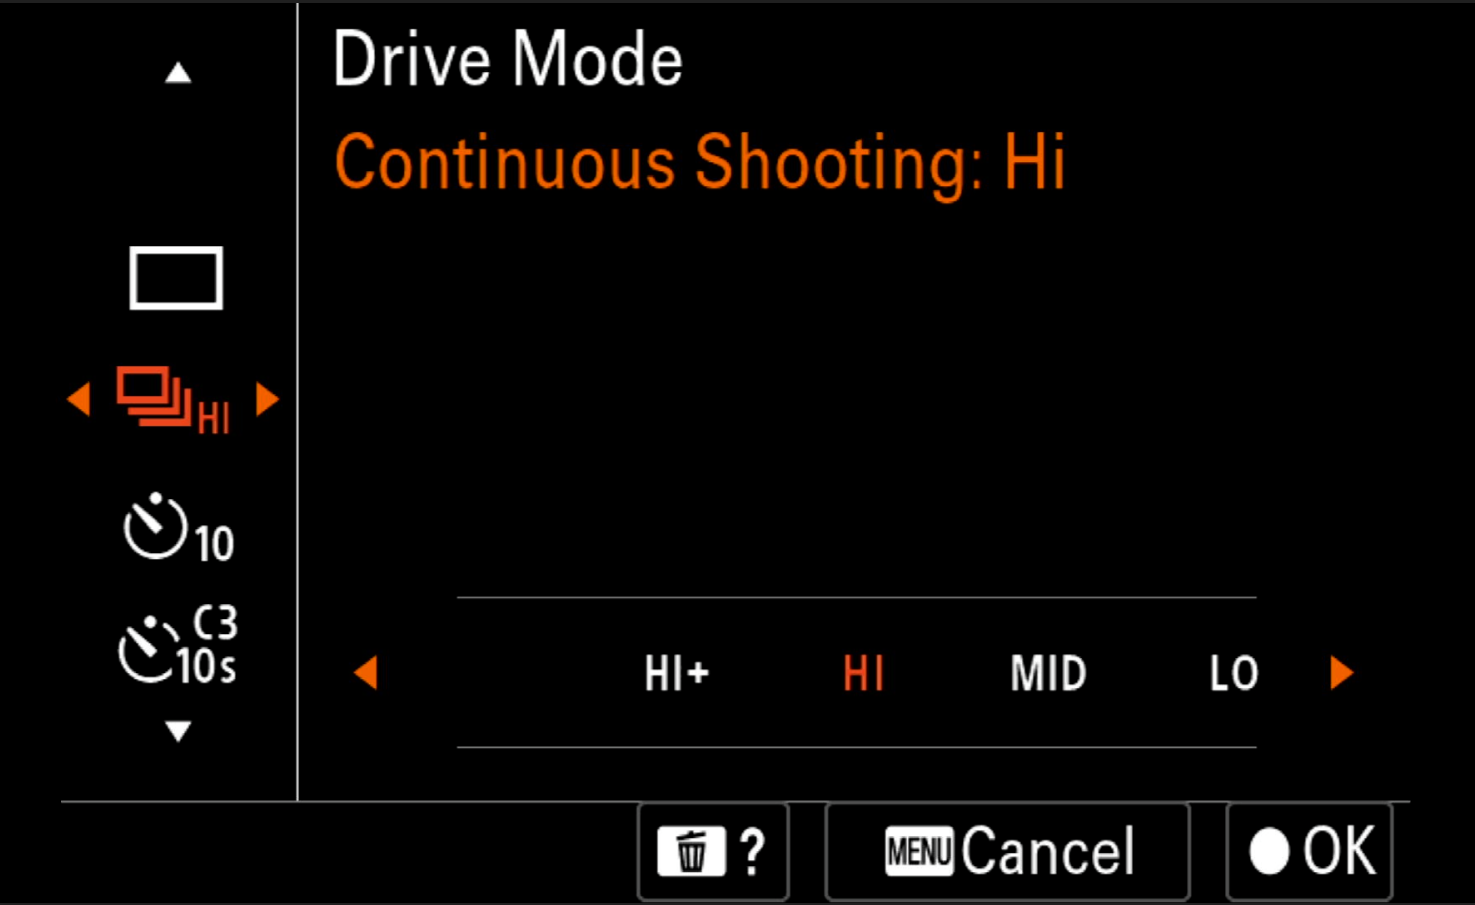 Drive Mode
Continuous Shooting: Hi
HI
10
C3
10s
HI+ HI MID LO
? MENU Cancel OK